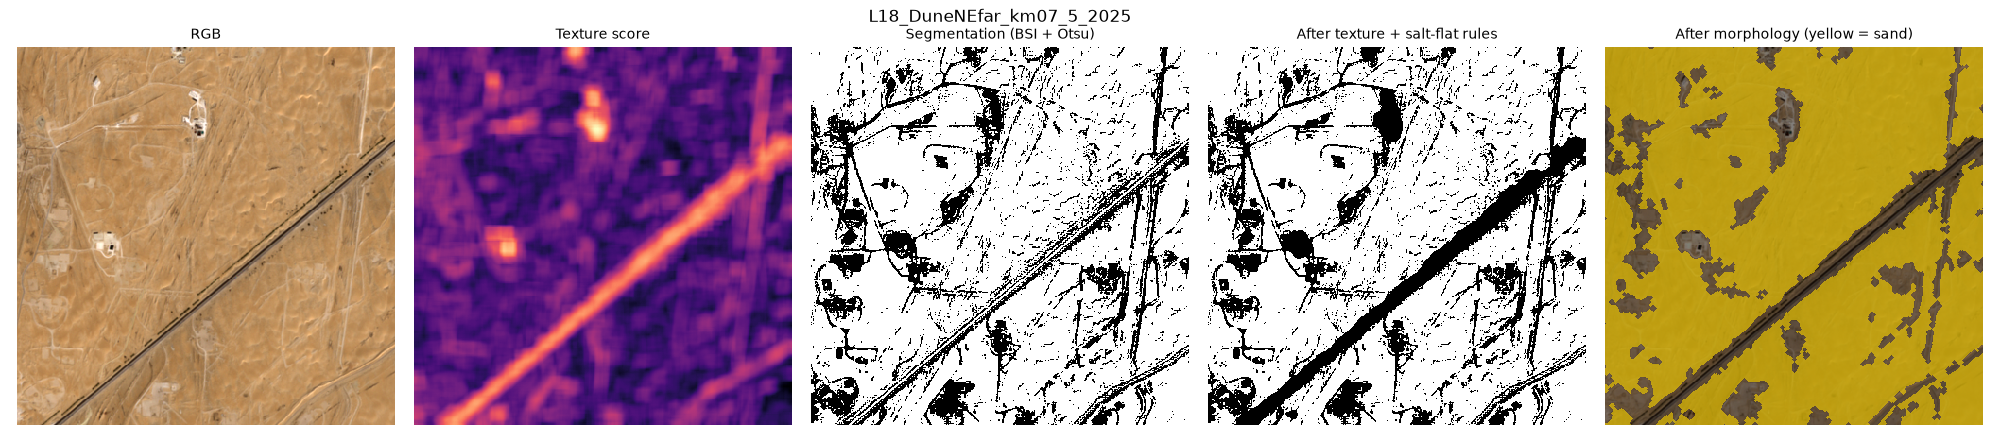 L18_DuneNEfar_km07_5_2025
RGB
Texture score
Segmentation (BSI + Otsu)
After texture + salt-flat rules
After morphology (yellow = sand)